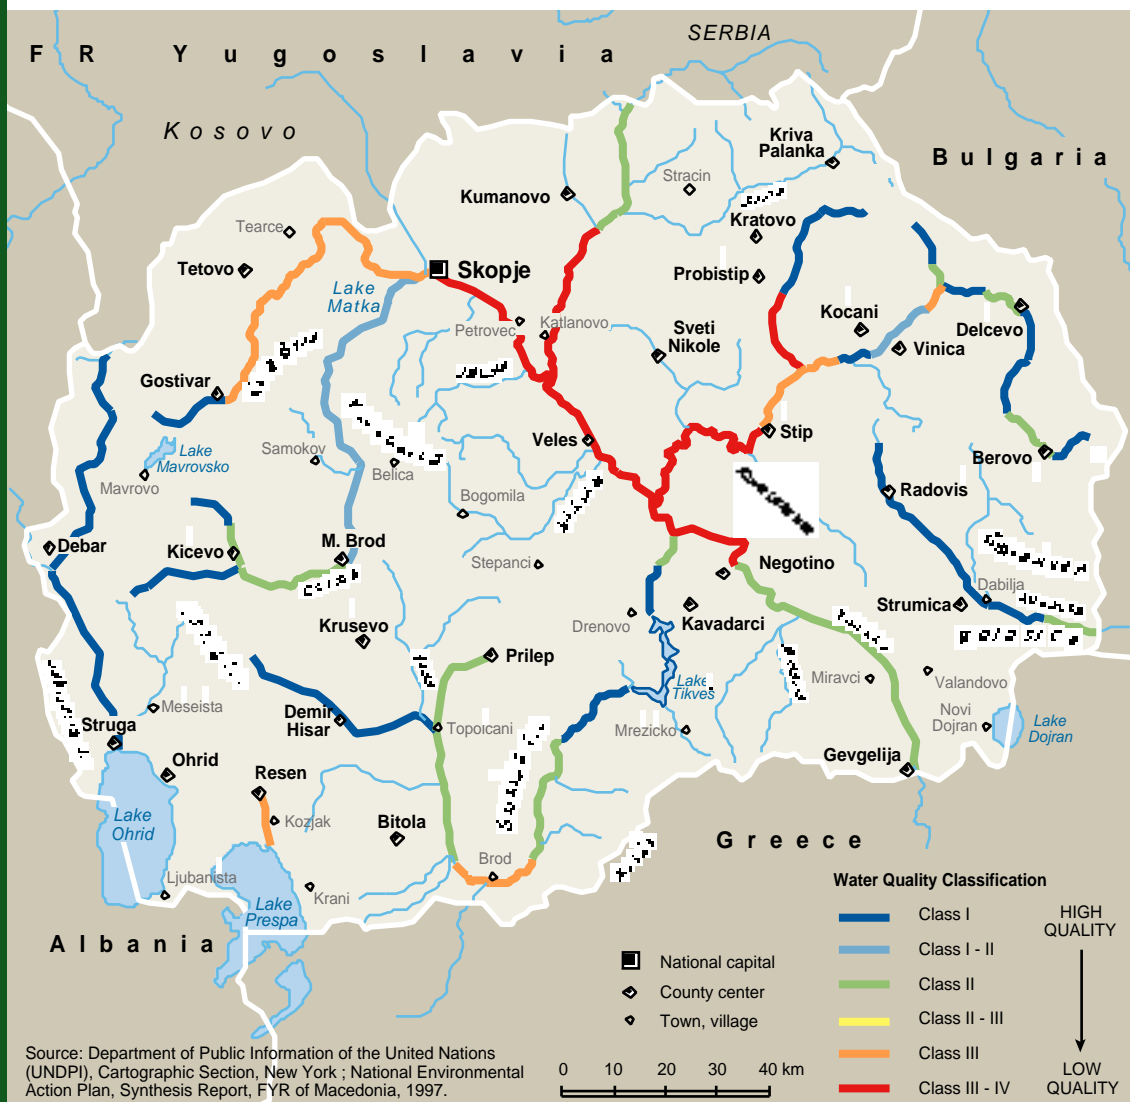 SERBIA
F R Y u g o s l a v i a
K o s o v o
Kriva
Palanka
B u l g a r i a
Stracin
Kumanovo
Kratovo
Tearce
Tetovo
Skopje
Probistip
Lake
Matka
Petrovec
Katlanovo
Sveti
Nikole
Kocani
Vinica
Delcevo
Gostivar
Veles
Stip
Lake
Mavrovsko
Samokov
Belica
Mavrovo
Berovo
Bogomila
Radovis
Debar
Kicevo
M. Brod
Stepanci
Negotino
Dabilja
Strumica
Krusevo
Drenovo
Kavadarci
Prilep
Lake
Tikves
Miravci
Valandovo
Meseista
Demir
Hisar
Topolcani
Mrezicko
Novi
Dojran
Lake
Dojran
Struga
Ohrid
Resen
Gevgelija
Lake
Ohrid
Kozjak
Bitola
G r e e c e
Brod
Ljubanista
Krani
Lake
Prespa
A l b a n i a
Water Quality Classification
Class I
Class I - II
Class II
Class II - III
Class III
Class III - IV
HIGH
QUALITY
LOW
QUALITY
National capital
County center
Town, village
0 10 20 30 40 km
Source: Department of Public Information of the United Nations
(UNDPI), Cartographic Section, New York ; National Environmental
Action Plan, Synthesis Report, FYR of Macedonia, 1997.